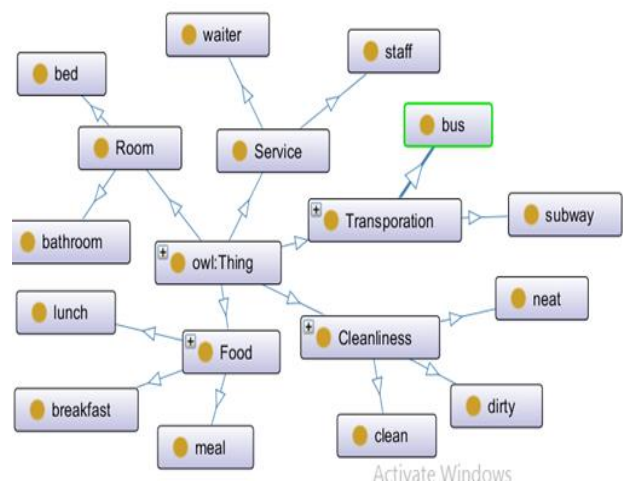 waiter
staff
bed
bus
Room
Service
Transporation
subway
bathroom
owl:Thing
neat
lunch
Cleanliness
Food
breakfast
dirty
clean
meal
Activate Windows